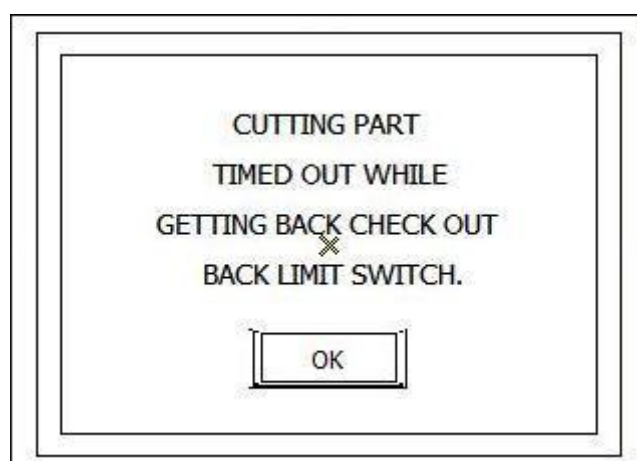 CUTTING PART
TIMED OUT WHILE
GETTING BACK CHECK OUT
BACK LIMIT SWITCH.
OK